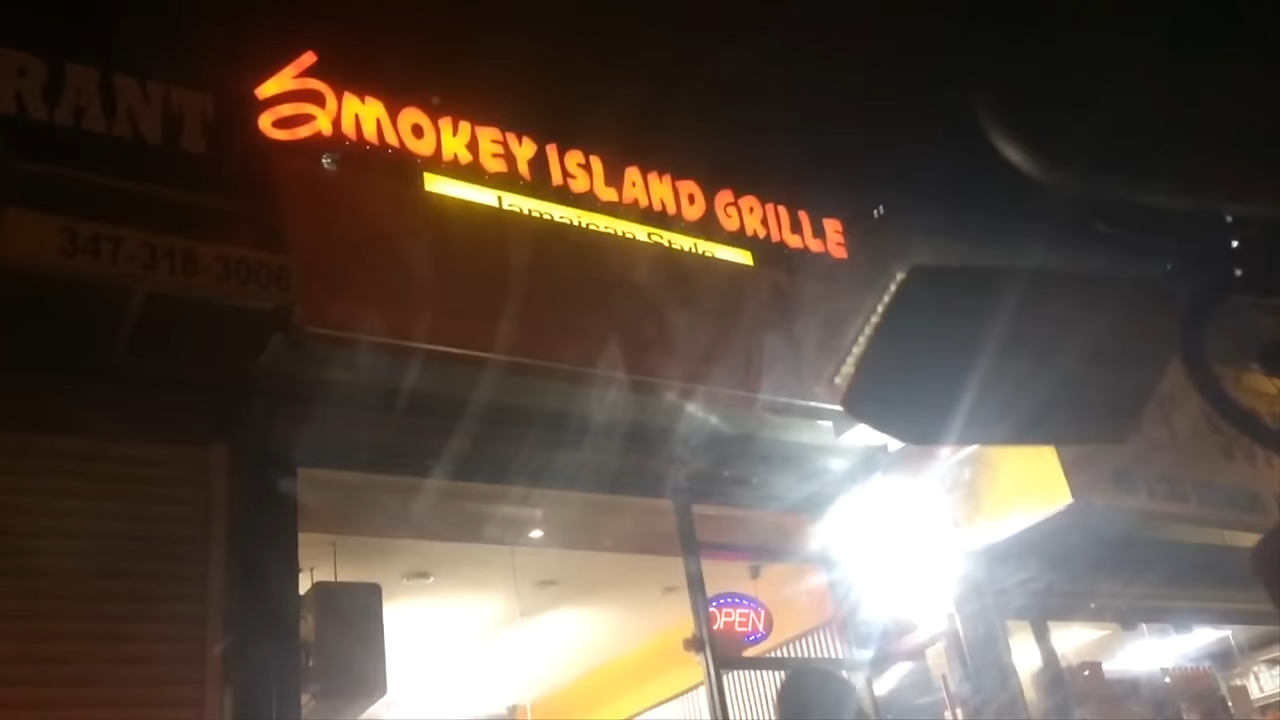 RANT
SMOKEY ISLAND GRILLE
Jamaican Style
347-318-3006
OPEN